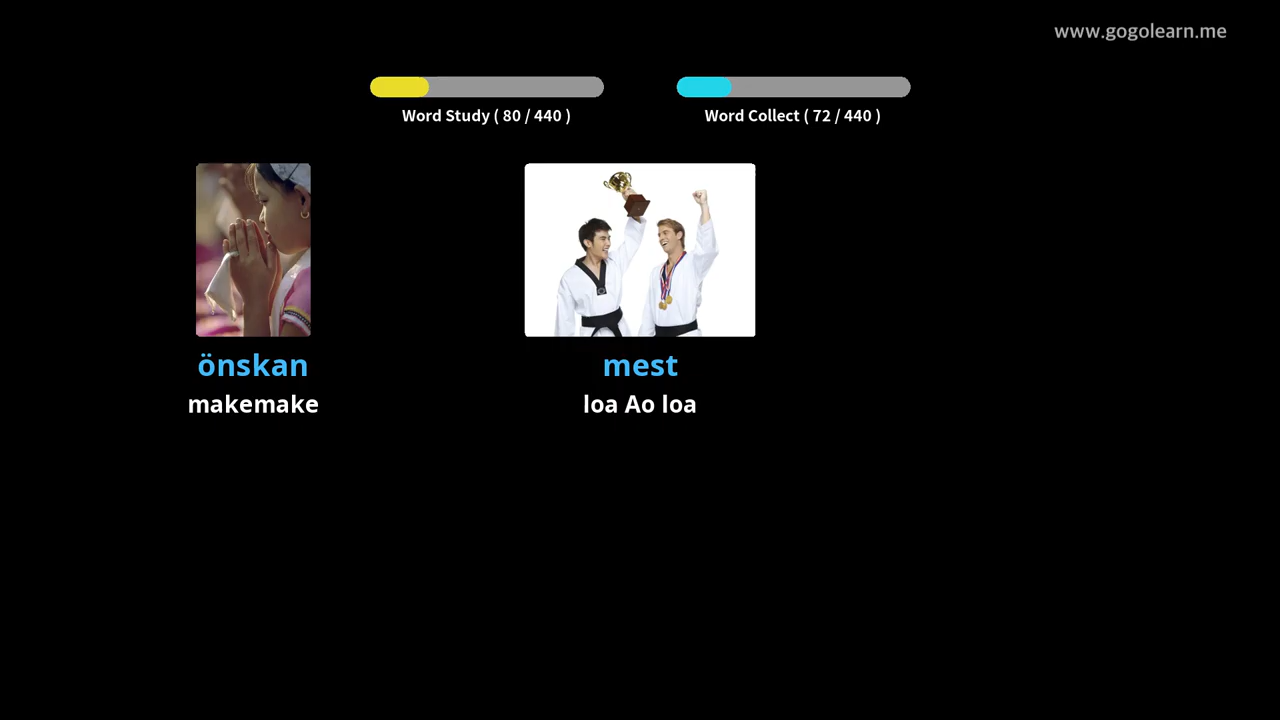 www.gogolearn.me
Word Study ( 80 / 440 )
Word Collect ( 72 / 440 )
önskan
makemake
mest
loa Ao loa